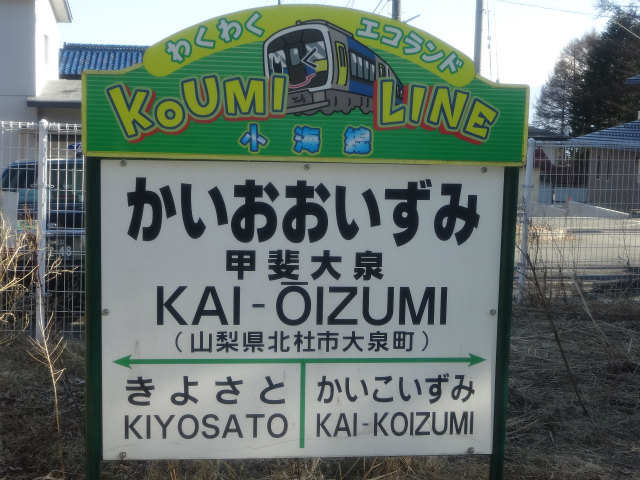 わくわく エコランド
KOUMI LINE
小海線
かいおおいずみ
甲斐大泉
KAI-ŌIZUMI
(山梨県北杜市大泉町)
きよさと かいこいずみ
KIYOSATO KAI-KOIZUMI